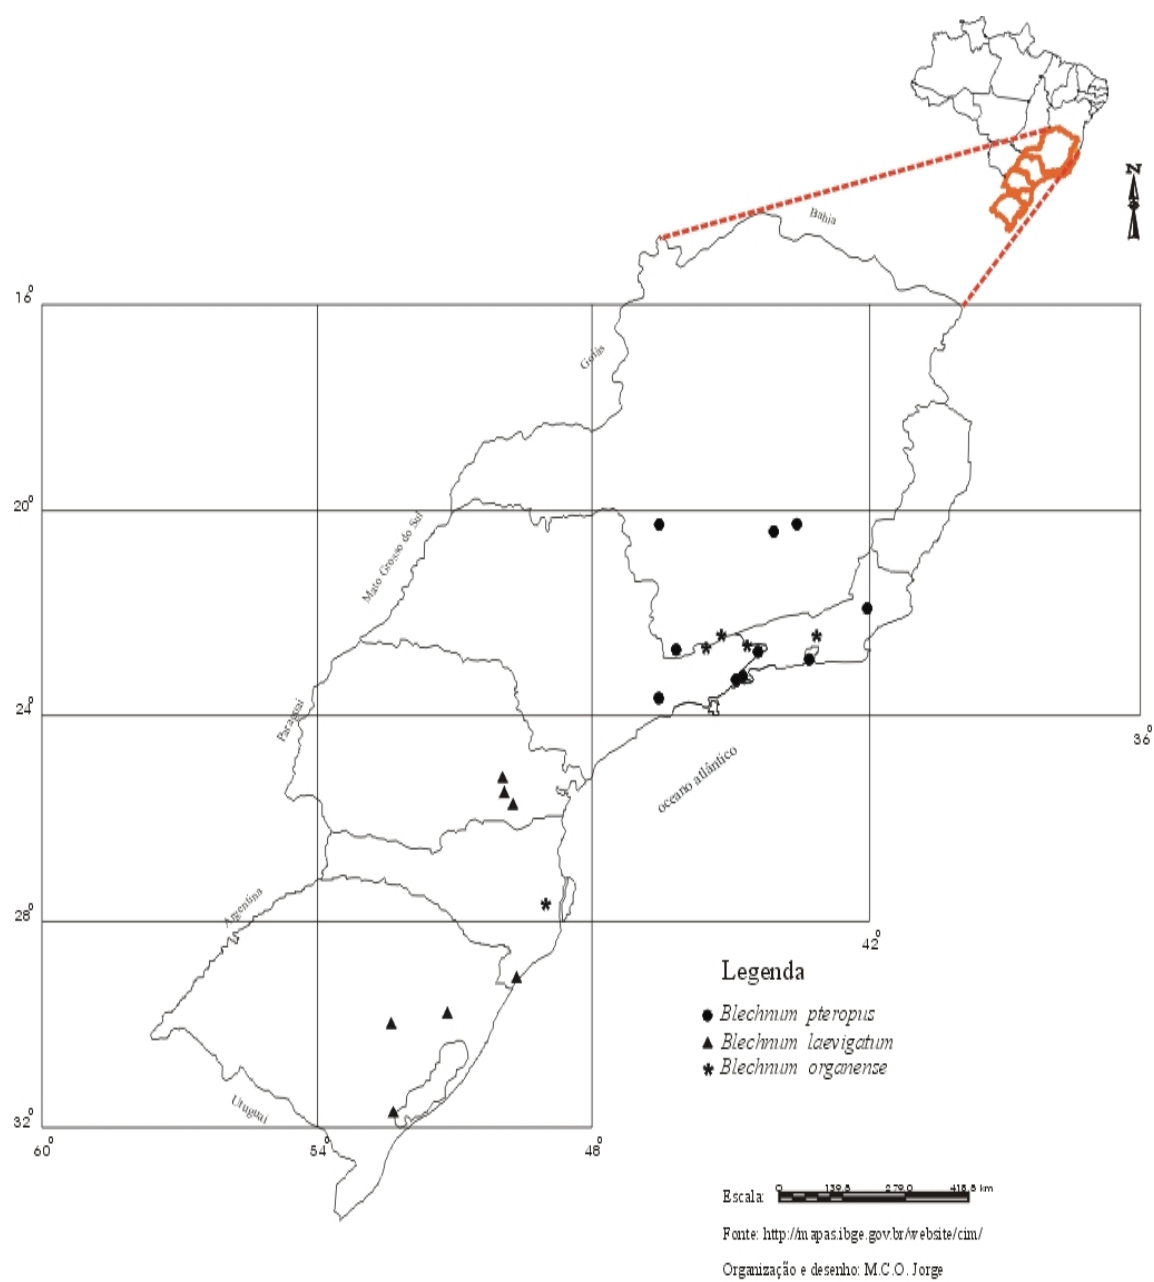 N
Bahia
16°
Goiás
20°
Mato Grosso do Sul
24°
Paraguai
36°
oceano atlântico
Argentina
28°
42°
Legenda
Blechnum pteropus
Blechnum laevigatum
Blechnum organense
Uruguai
32°
60°
54°
48°
Escala: 0 139,5 279,0 418,5 km
Fonte: http://mapas.ibge.gov.br/website/cim/
Organização e desenho: M.C.O. Jorge